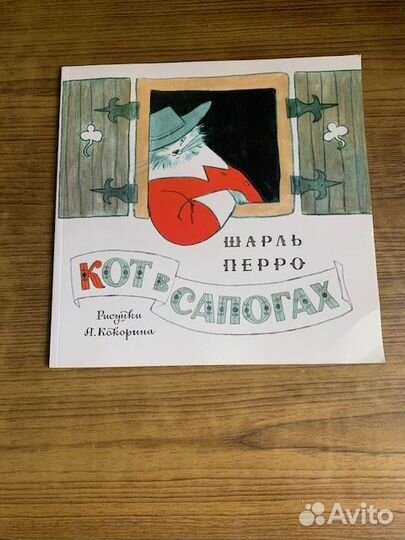 ШАРЛЬ
ПЕРРО
КОТ В САПОГАХ
Рисунки
А. Кокорина
Avito